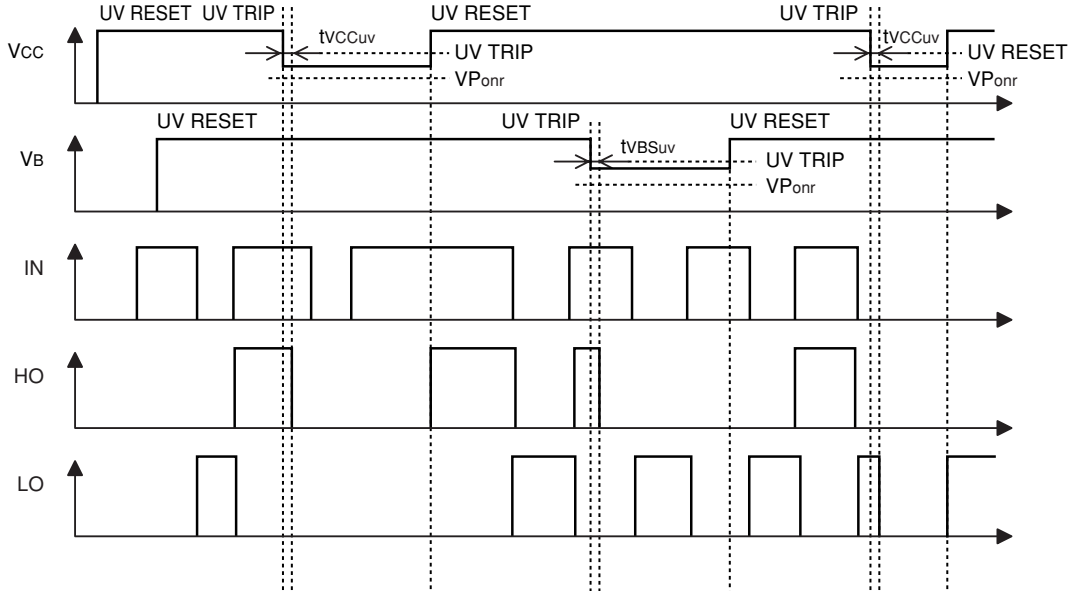 UV RESET UV TRIP UV RESET UV TRIP
VCC
tVCCuv
UV TRIP
VPonr
tVCCuv
UV RESET
VPonr
UV RESET UV TRIP UV RESET
VB
tVBSuv
UV TRIP
VPonr
IN
HO
LO